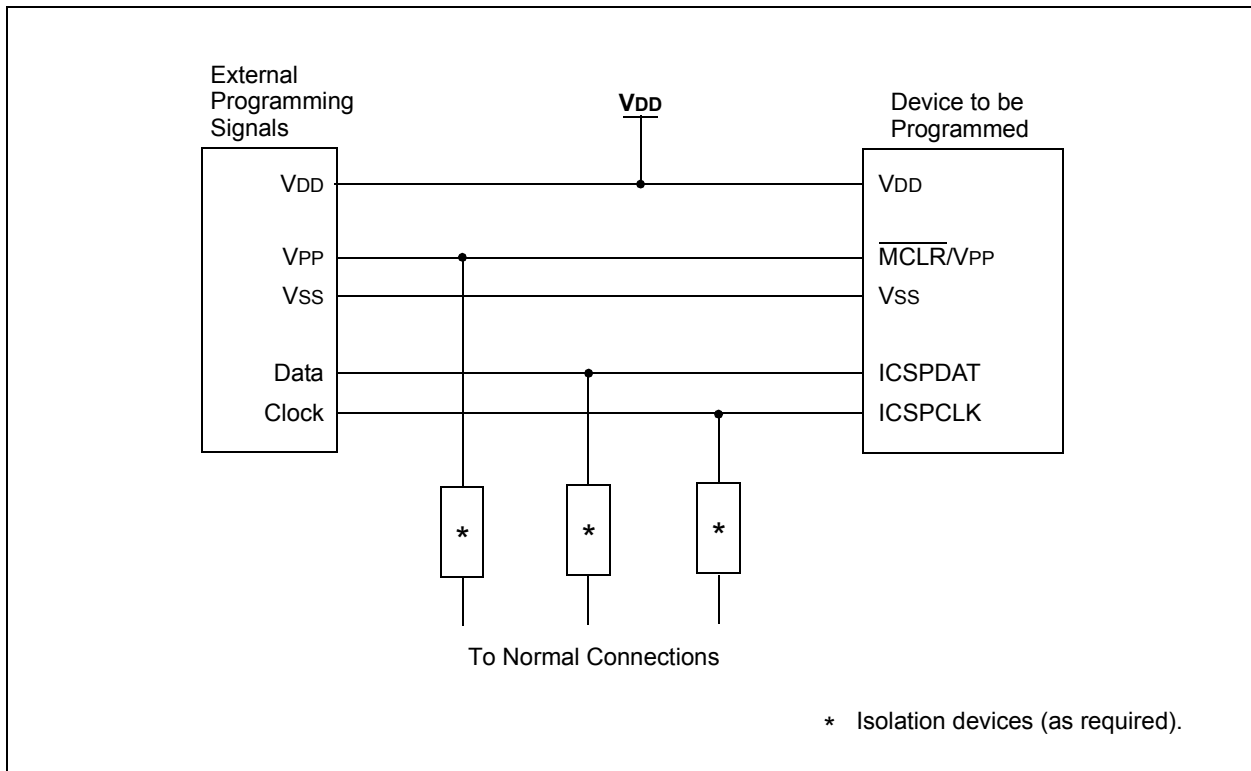 External
Programming
Signals
VDD
Device to be
Programmed
VDD
VDD
VPP
MCLR/VPP
VSS
VSS
Data
ICSPDAT
Clock
ICSPCLK
*
*
*
To Normal Connections
* Isolation devices (as required).